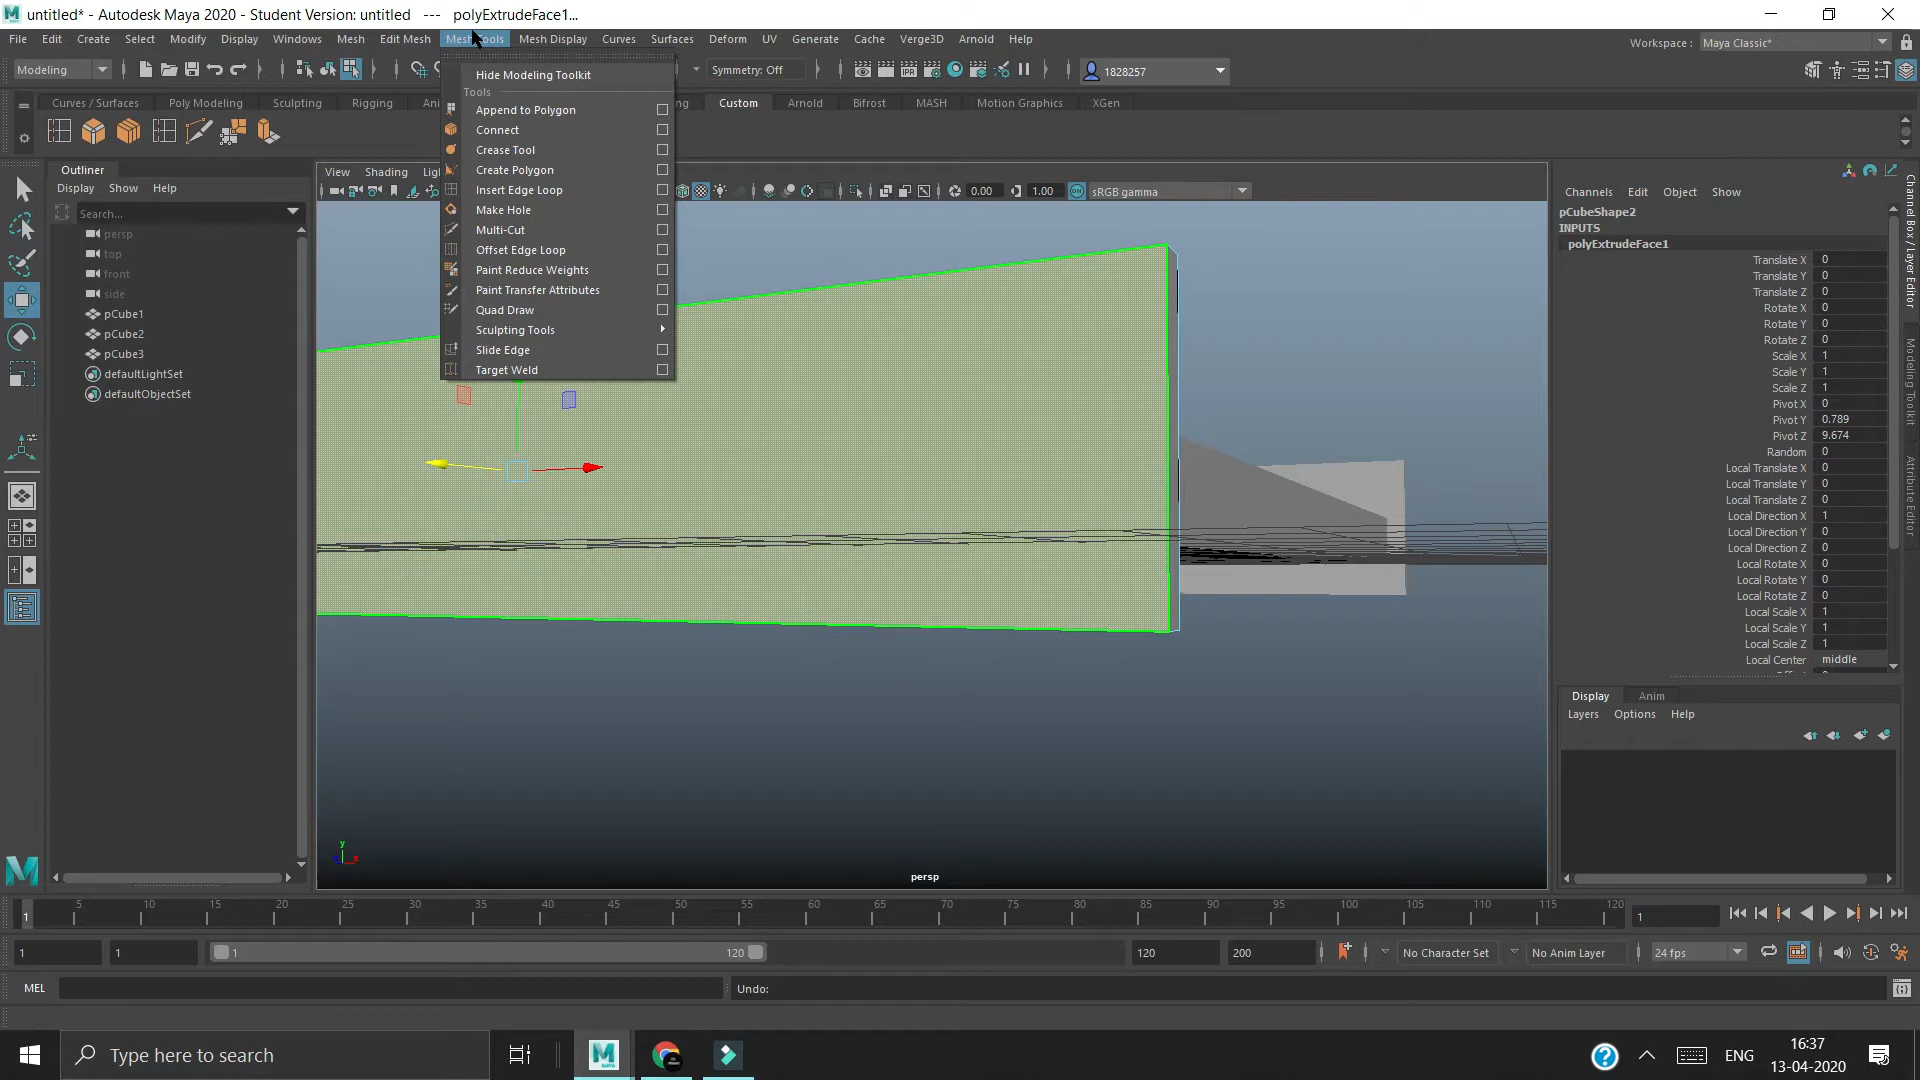 untitled* - Autodesk Maya 2020 - Student Version: untitled   ---   polyExtrudeFace1...
File Edit Create Select Modify Display Windows Mesh Edit Mesh Mesh Tools Mesh Display Curves Surfaces Deform UV Generate Cache Verge3D Arnold Help
Workspace : Maya Classic*
Modeling
Symmetry: Off
1828257
Curves / Surfaces Poly Modeling Sculpting Rigging Custom Arnold Bifrost MASH Motion Graphics XGen
Hide Modeling Toolkit
Tools
Append to Polygon
Connect
Crease Tool
Create Polygon
Insert Edge Loop
Make Hole
Multi-Cut
Offset Edge Loop
Paint Reduce Weights
Paint Transfer Attributes
Quad Draw
Sculpting Tools
Slide Edge
Target Weld
Outliner
Display Show Help
Search...
persp
top
front
side
pCube1
pCube2
pCube3
defaultLightSet
defaultObjectSet
View Shading
0.00 1.00 ON sRGB gamma
y
persp
Channels Edit Object Show
pCubeShape2
INPUTS
polyExtrudeFace1
Translate X 0
Translate Y 0
Translate Z 0
Rotate X 0
Rotate Y 0
Rotate Z 0
Scale X 1
Scale Y 1
Scale Z 1
Pivot X 0
Pivot Y 0.789
Pivot Z 9.674
Random 0
Local Translate X 0
Local Translate Y 0
Local Translate Z 0
Local Direction X 1
Local Direction Y 0
Local Direction Z 0
Local Rotate X 0
Local Rotate Y 0
Local Rotate Z 0
Local Scale X 1
Local Scale Y 1
Local Scale Z 1
Local Center middle
Channel Box / Layer Editor
Modeling Toolkit
Attribute Editor
Display Anim
Layers Options Help
1 5 10 15 20 25 30 35 40 45 50 55 60 65 70 75 80 85 90 95 100 105 110 115 120
1
1 1 1 120 120 200 No Character Set No Anim Layer 24 fps
MEL
Undo:
Type here to search
ENG
16:37
13-04-2020